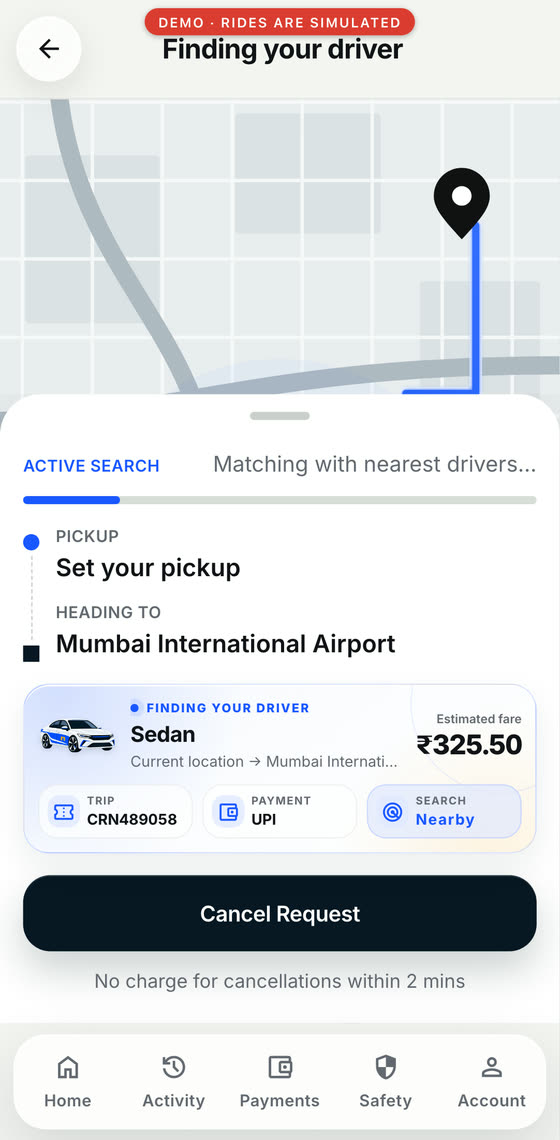 DEMO · RIDES ARE SIMULATED
Finding your driver
ACTIVE SEARCH
Matching with nearest drivers...
PICKUP
Set your pickup
HEADING TO
Mumbai International Airport
FINDING YOUR DRIVER
Sedan
Current location → Mumbai Internati...
Estimated fare
₹325.50
TRIP
CRN489058
PAYMENT
UPI
SEARCH
Nearby
Cancel Request
No charge for cancellations within 2 mins
Home
Activity
Payments
Safety
Account